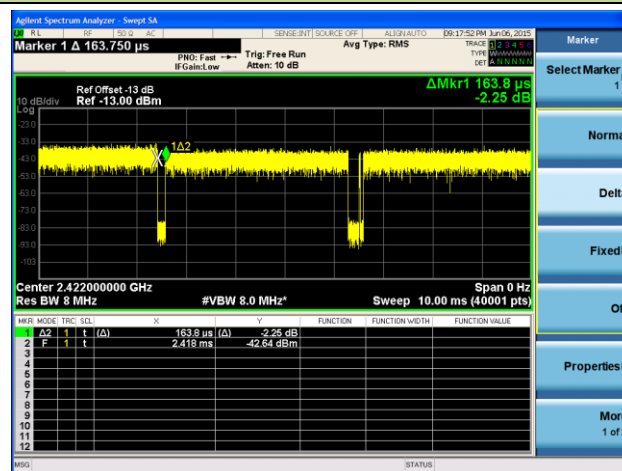 Agilent Spectrum Analyzer - Swept SA
RL RF 50 Ω AC SENSE:INT SOURCE OFF ALIGN AUTO 09:17:52 PM Jun 06, 2015
Marker 1 Δ 163.750 µs
PNO: Fast
IFGain:Low
Trig: Free Run
Atten: 10 dB
Avg Type: RMS
TRACE 1 2 3 4 5 6
TYPE
DET A N N N N N
Ref Offset -13 dB
10 dB/div Ref -13.00 dBm
ΔMkr1 163.8 µs
-2.25 dB
Log
-23.0
-33.0
-43.0
-53.0
-63.0
-73.0
-83.0
-93.0
-103
1Δ2
Center 2.422000000 GHz Span 0 Hz
Res BW 8 MHz #VBW 8.0 MHz* Sweep 10.00 ms (40001 pts)
MKR MODE TRC SCL X Y FUNCTION FUNCTION WIDTH FUNCTION VALUE
1 Δ2 1 t (Δ) 163.8 µs (Δ) -2.25 dB
2 F 1 t 2.418 ms -42.64 dBm
3
4
5
6
7
8
9
10
11
12
MSG STATUS
Marker
Select Marker
1
Norma
Delt
Fixed
Of
Properties
Mor
1 of